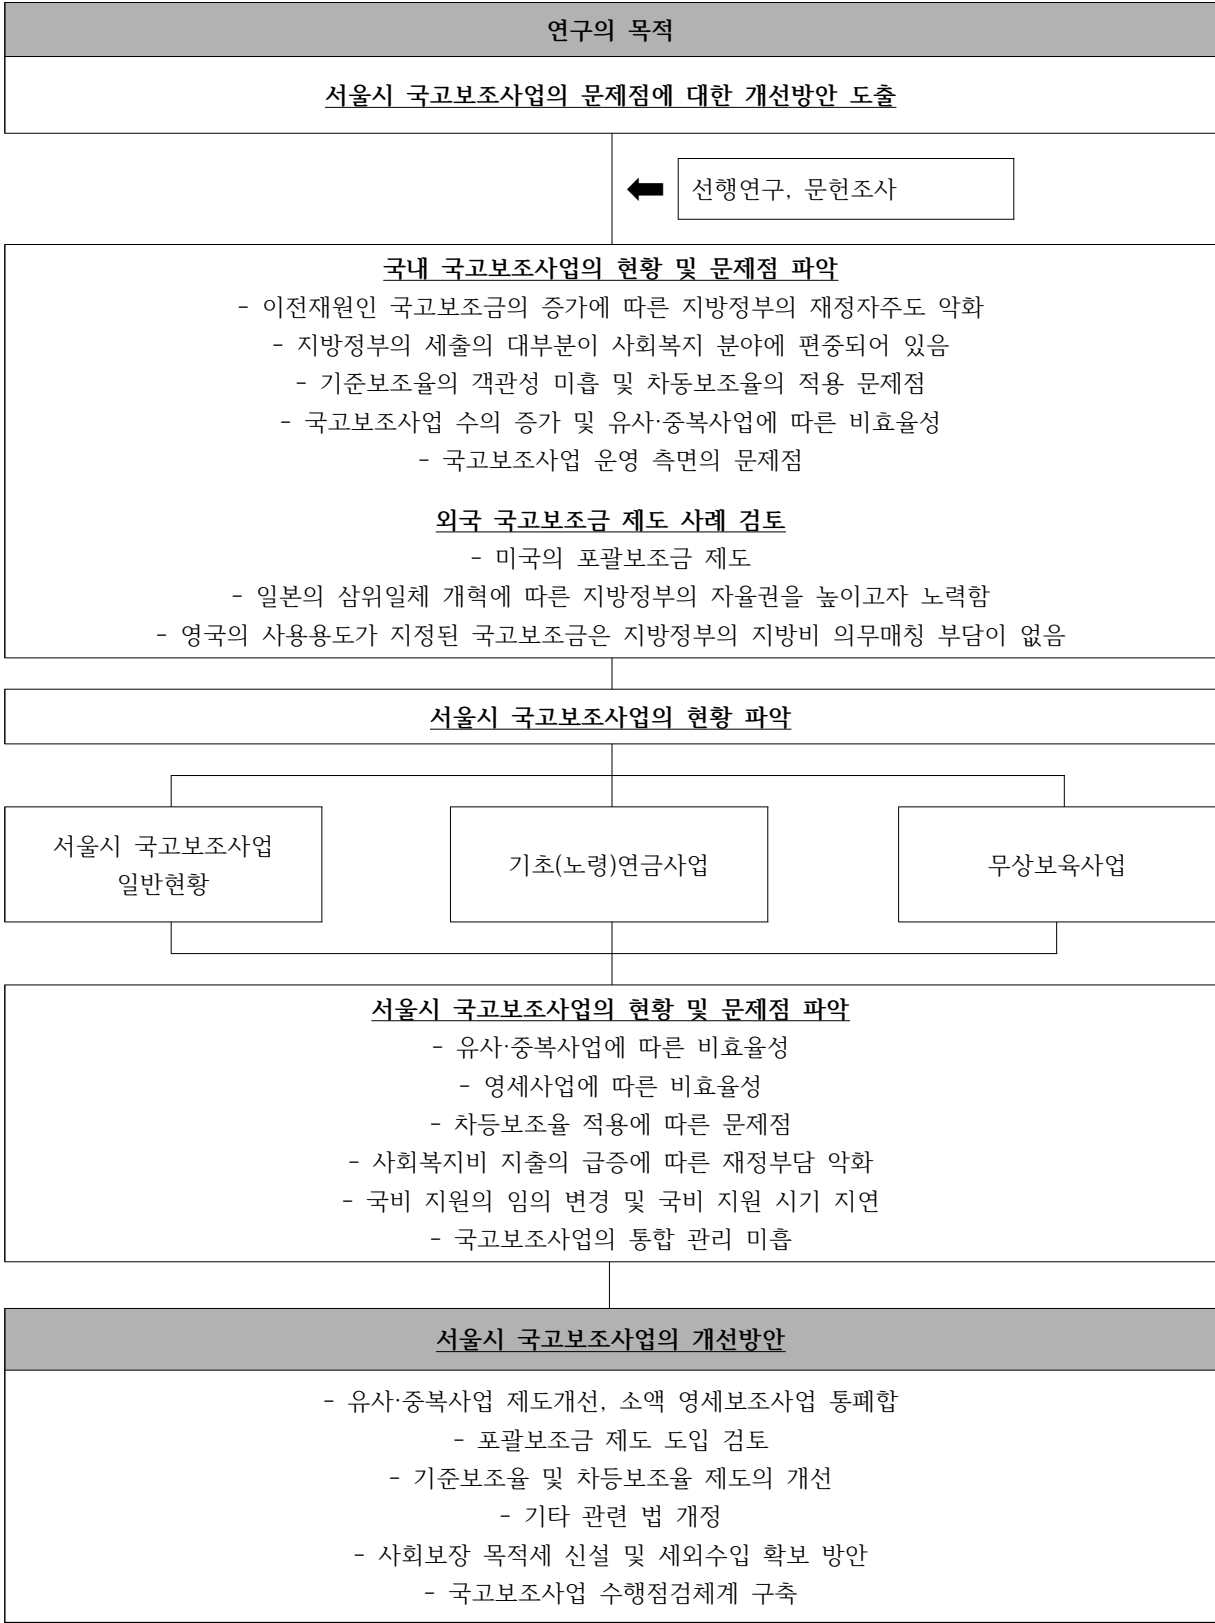 연구의 목적
서울시 국고보조사업의 문제점에 대한 개선방안 도출
선행연구, 문헌조사
국내 국고보조사업의 현황 및 문제점 파악
- 이전재원인 국고보조금의 증가에 따른 지방정부의 재정자주도 악화
- 지방정부의 세출의 대부분이 사회복지 분야에 편중되어 있음
- 기준보조율의 객관성 미흡 및 차동보조율의 적용 문제점
- 국고보조사업 수의 증가 및 유사·중복사업에 따른 비효율성
- 국고보조사업 운영 측면의 문제점
외국 국고보조금 제도 사례 검토
- 미국의 포괄보조금 제도
- 일본의 삼위일체 개혁에 따른 지방정부의 자율권을 높이고자 노력함
- 영국의 사용용도가 지정된 국고보조금은 지방정부의 지방비 의무매칭 부담이 없음
서울시 국고보조사업의 현황 파악
서울시 국고보조사업
일반현황
기초(노령)연금사업
무상보육사업
서울시 국고보조사업의 현황 및 문제점 파악
- 유사·중복사업에 따른 비효율성
- 영세사업에 따른 비효율성
- 차등보조율 적용에 따른 문제점
- 사회복지비 지출의 급증에 따른 재정부담 악화
- 국비 지원의 임의 변경 및 국비 지원 시기 지연
- 국고보조사업의 통합 관리 미흡
서울시 국고보조사업의 개선방안
- 유사·중복사업 제도개선, 소액 영세보조사업 통폐합
- 포괄보조금 제도 도입 검토
- 기준보조율 및 차등보조율 제도의 개선
- 기타 관련 법 개정
- 사회보장 목적세 신설 및 세외수입 확보 방안
- 국고보조사업 수행점검체계 구축